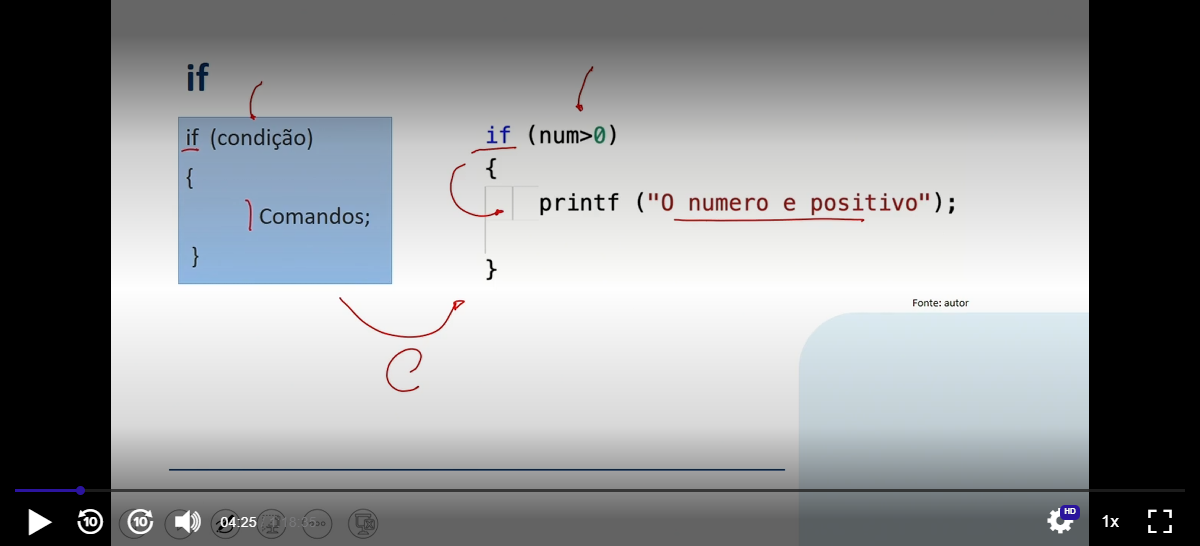 if
if (condição)
{
Comandos;
}
if (num>0)
{
printf ("O numero e positivo");
}
C
Fonte: autor
10
10
04:25
HD
1x